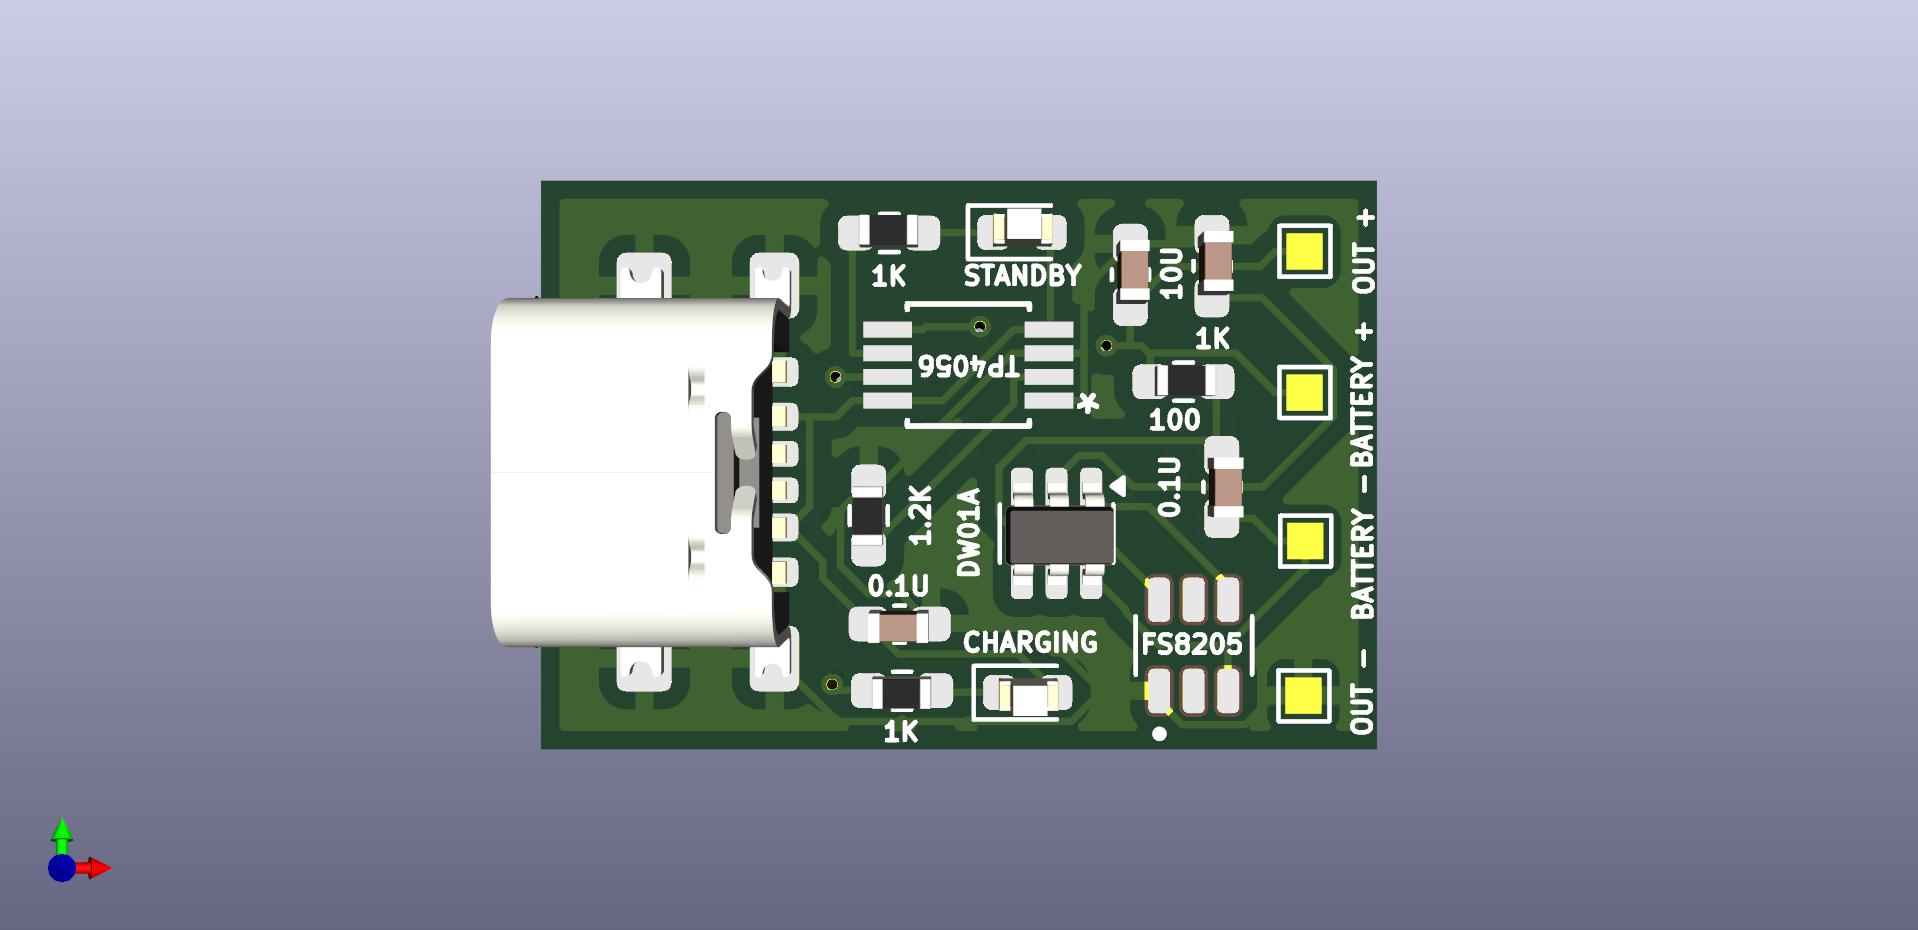 1K
STANDBY
10U
1K
OUT +
TP4056
*
100
BATTERY +
1.2K
DW01A
0.1U
BATTERY -
0.1U
CHARGING
FS8205
1K
OUT -